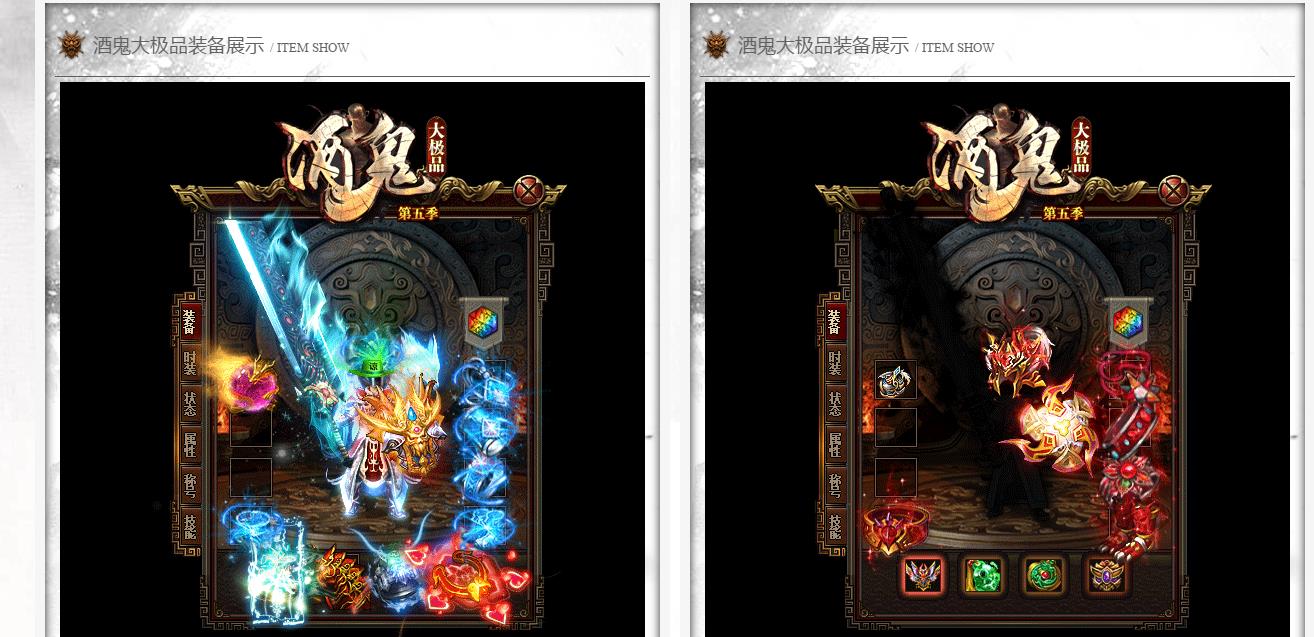 酒鬼大极品装备展示 / ITEM SHOW
酒鬼
大极品
第五季
装备
时装
状态
属性
称号
技能
谅
酒鬼大极品装备展示 / ITEM SHOW
酒鬼
大极品
第五季
装备
时装
状态
属性
称号
技能